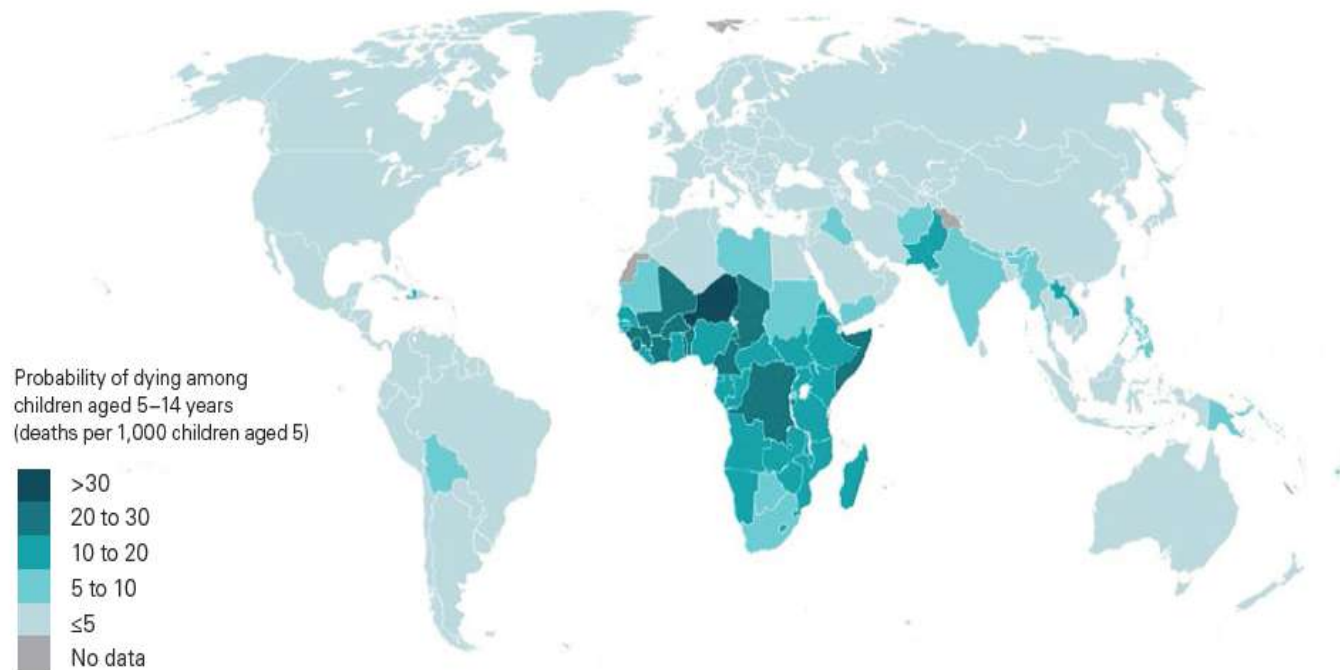 Probability of dying among
children aged 5–14 years
(deaths per 1,000 children aged 5)
>30
20 to 30
10 to 20
5 to 10
≤5
No data